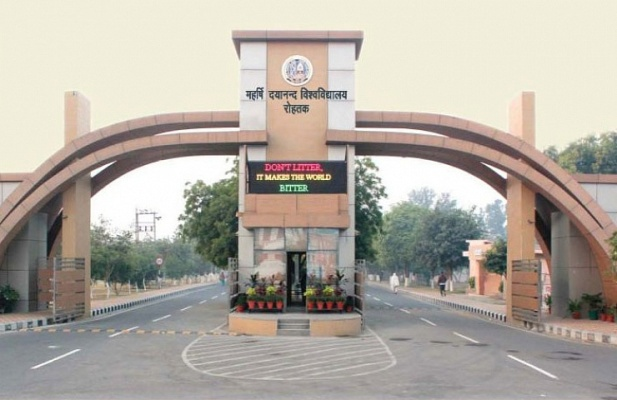 महर्षि दयानन्द विश्वविद्यालय
रोहतक
DON'T LITTER,
IT MAKES THE WORLD
BITTER